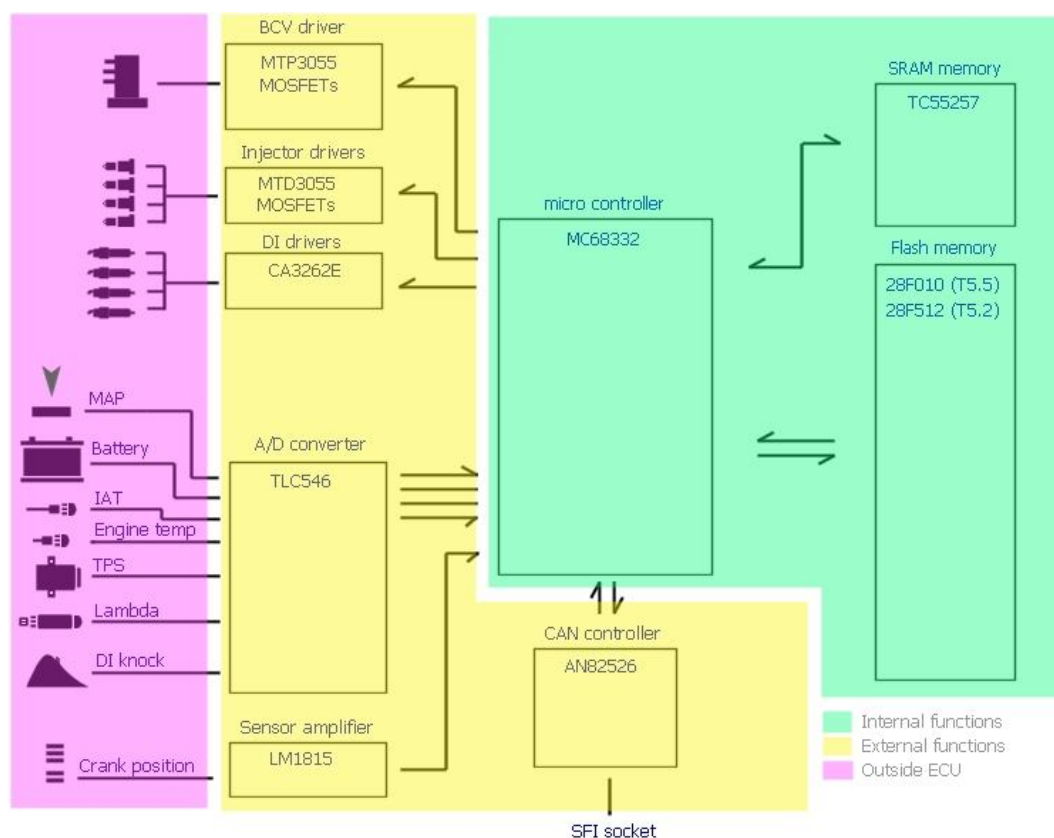 BCV driver
MTP3055
MOSFETs
SRAM memory
TC55257
Injector drivers
MTD3055
MOSFETs
micro controller
MC68332
DI drivers
CA3262E
Flash memory
28F010 (T5.5)
28F512 (T5.2)
MAP
Battery
A/D converter
TLC546
IAT
Engine temp
TPS
Lambda
CAN controller
AN82526
DI knock
Sensor amplifier
LM1815
Crank position
Internal functions
External functions
Outside ECU
SFI socket